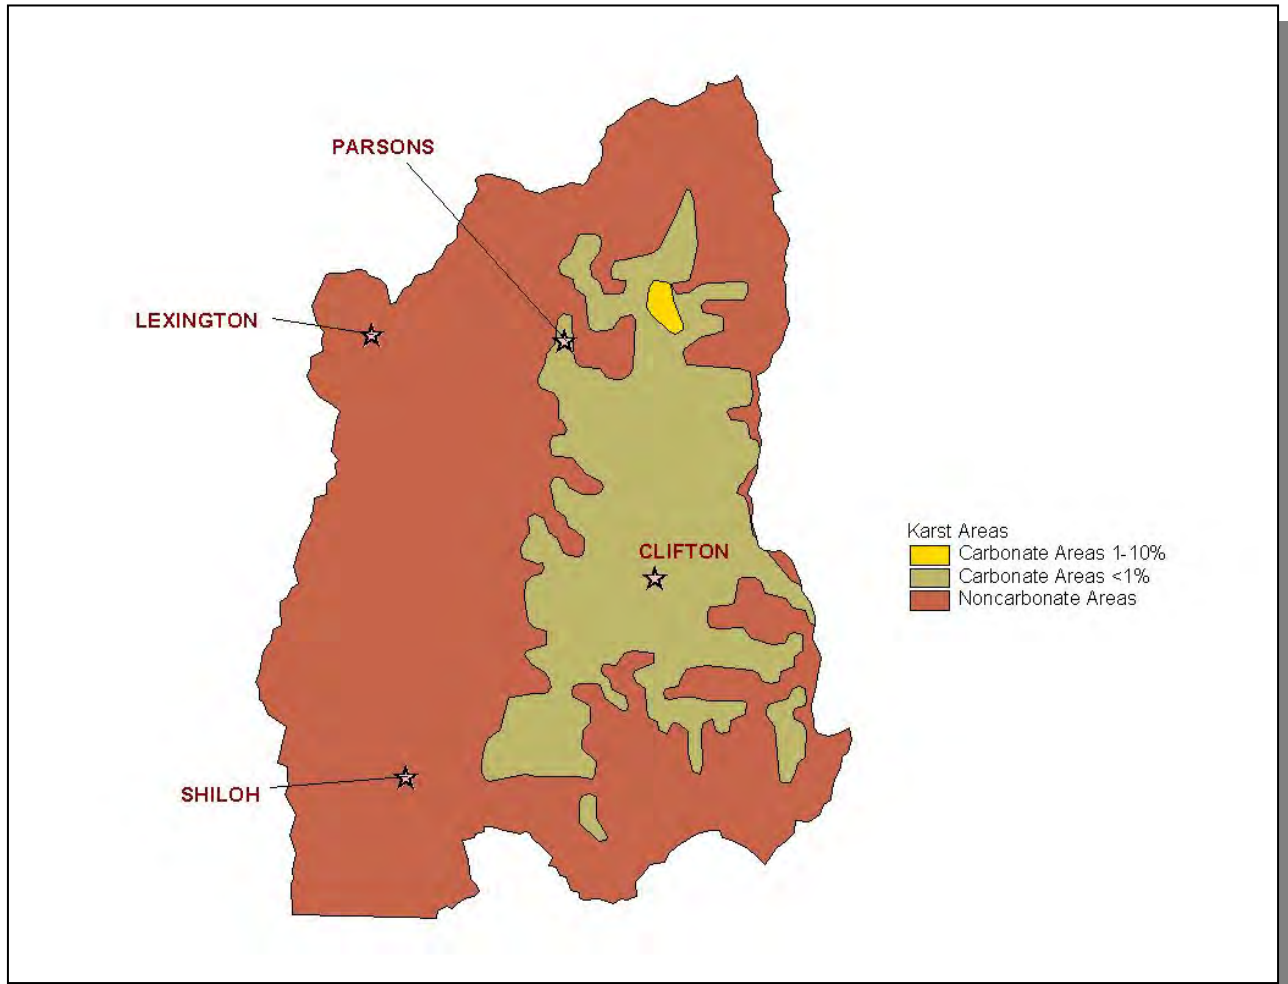 PARSONS
LEXINGTON
CLIFTON
SHILOH
Karst Areas
Carbonate Areas 1-10%
Carbonate Areas <1%
Noncarbonate Areas